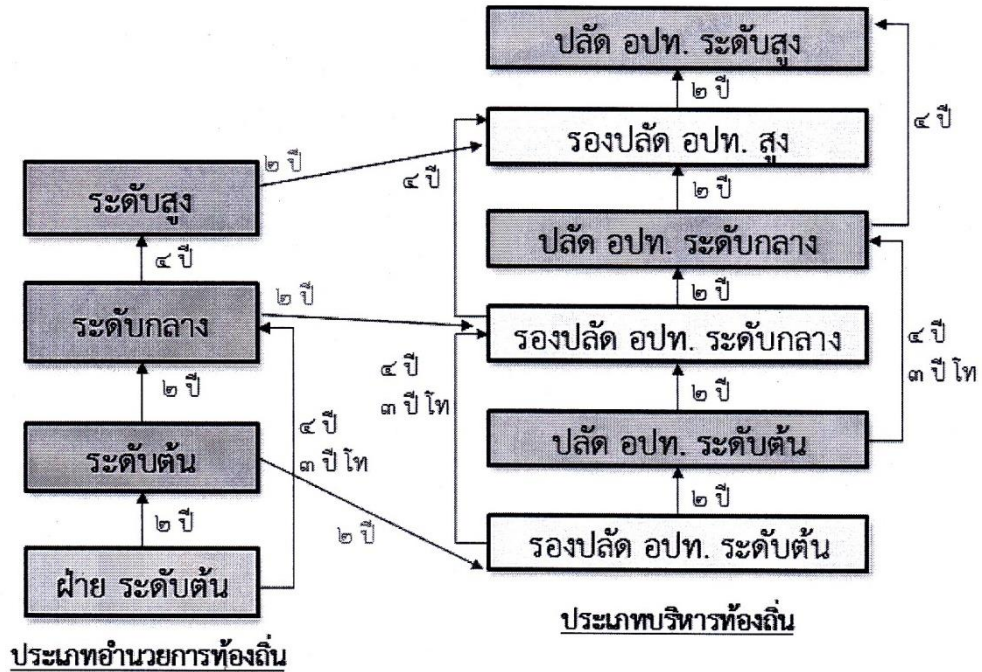 ปลัด อปท. ระดับสูง
๒ ปี
๔ ปี
รองปลัด อปท. สูง
๒ ปี
๔ ปี
ระดับสูง
๒ ปี
ปลัด อปท. ระดับกลาง
๔ ปี
๒ ปี
ระดับกลาง
๒ ปี
รองปลัด อปท. ระดับกลาง
๔ ปี
๓ ปี โท
๔ ปี
๓ ปี โท
๒ ปี
๒ ปี
ปลัด อปท. ระดับต้น
ระดับต้น
๔ ปี
๓ ปี โท
๒ ปี
๒ ปี
๒ ปี
รองปลัด อปท. ระดับต้น
ฝ่าย ระดับต้น
ประเภทบริหารท้องถิ่น
ประเภทอำนวยการท้องถิ่น